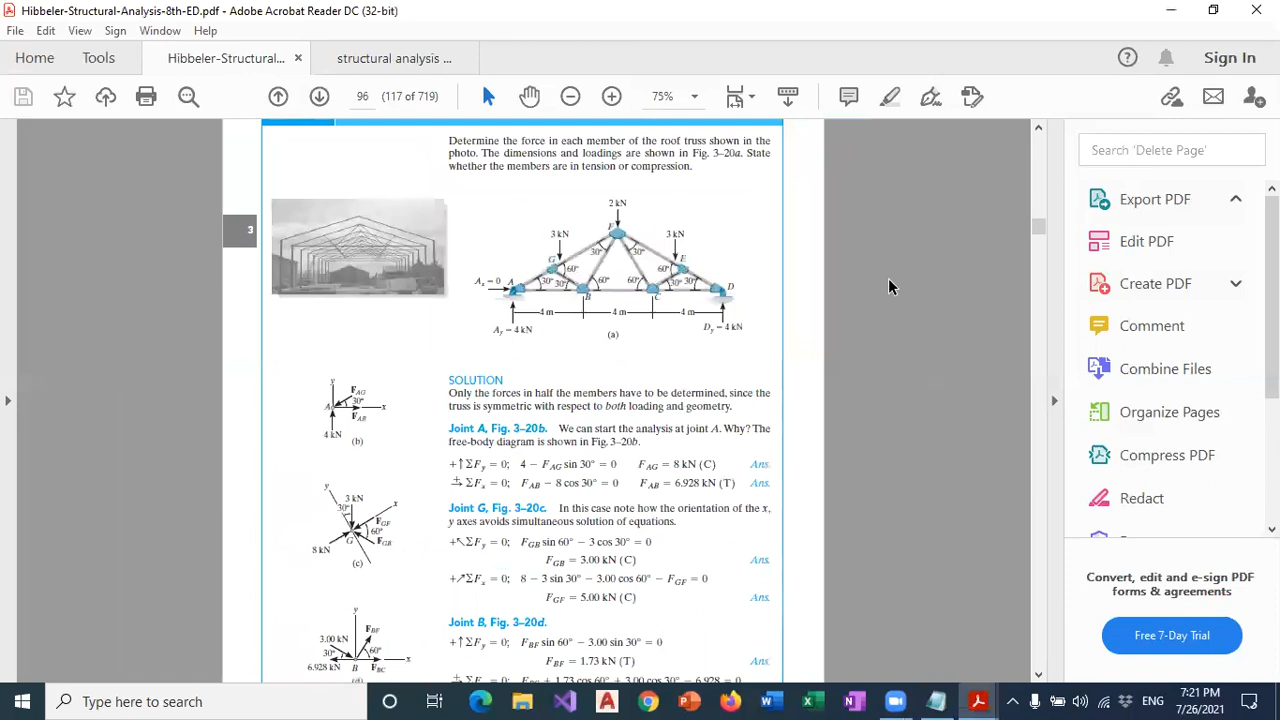 Hibbeler-Structural-Analysis-8th-ED.pdf - Adobe Acrobat Reader DC (32-bit)
File Edit View Sign Window Help
Home Tools Hibbeler-Structural... × structural analysis ...
Sign In
96 (117 of 719) 75%
Determine the force in each member of the roof truss shown in the
photo. The dimensions and loadings are shown in Fig. 3–20a. State
whether the members are in tension or compression.
3
2 kN
F
3 kN 3 kN
30° 30°
G 60° 60° E
A_x = 0 A 30° 30° 60° 60° 30° 30° D
B C
4 m 4 m 4 m
A_y = 4 kN D_y = 4 kN
(a)
SOLUTION
Only the forces in half the members have to be determined, since the
truss is symmetric with respect to both loading and geometry.
Joint A, Fig. 3–20b. We can start the analysis at joint A. Why? The
free-body diagram is shown in Fig. 3–20b.
+↑ΣF_y = 0; 4 − F_AG sin 30° = 0 F_AG = 8 kN (C) Ans.
→+ ΣF_x = 0; F_AB − 8 cos 30° = 0 F_AB = 6.928 kN (T) Ans.
y
F_AG
A 30° x
F_AB
4 kN
(b)
Joint G, Fig. 3–20c. In this case note how the orientation of the x,
y axes avoids simultaneous solution of equations.
+↖ΣF_y = 0; F_GB sin 60° − 3 cos 30° = 0
F_GB = 3.00 kN (C) Ans.
+↗ΣF_x = 0; 8 − 3 sin 30° − 3.00 cos 60° − F_GF = 0
F_GF = 5.00 kN (C) Ans.
y
3 kN x
30°
F_GF
60°
G F_GB
8 kN
(c)
Joint B, Fig. 3–20d.
+↑ΣF_y = 0; F_BF sin 60° − 3.00 sin 30° = 0
F_BF = 1.73 kN (T) Ans.
y
F_BF
3.00 kN
30° 60° x
6.928 kN B F_BC
Search 'Delete Page'
Export PDF
Edit PDF
Create PDF
Comment
Combine Files
Organize Pages
Compress PDF
Redact
Convert, edit and e-sign PDF
forms & agreements
Free 7-Day Trial
Type here to search
ENG
7:21 PM
7/26/2021